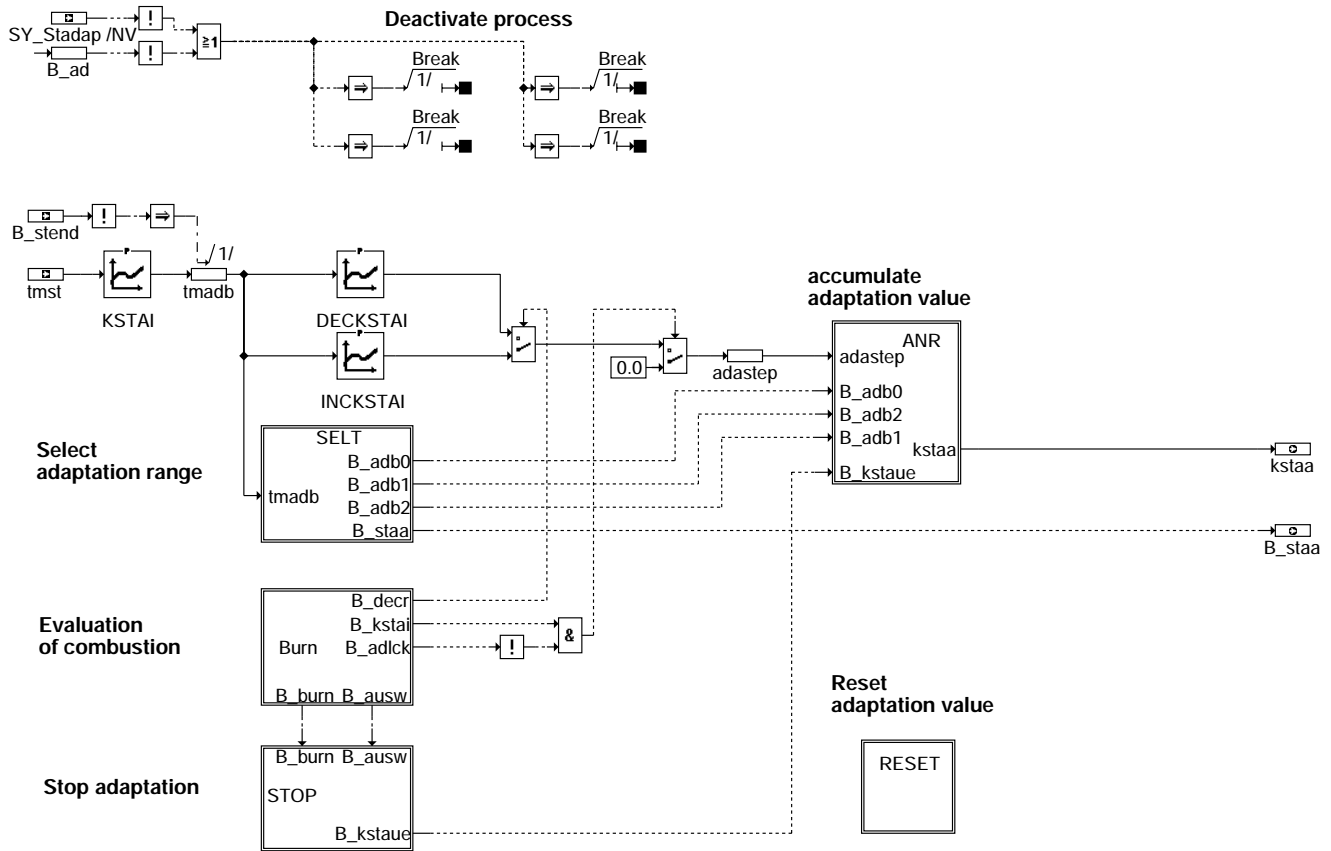 Deactivate process
SY_Stadap /NV
!
≥1
B_ad
!
Break
1/
Break
1/
⇒
⇒
Break
1/
Break
1/
⇒
⇒
B_stend
!
⇒
1/
tmst
P
KSTAI
tmadb
P
DECKSTAI
P
INCKSTAI
0.0
adastep
accumulate
adaptation value
ANR
adastep
B_adb0
B_adb2
B_adb1
kstaa
B_kstaue
kstaa
Select
adaptation range
SELT
tmadb
B_adb0
B_adb1
B_adb2
B_staa
B_staa
Evaluation
of combustion
Burn
B_decr
B_kstai
B_adlck
!
&
B_burn B_ausw
Stop adaptation
B_burn B_ausw
STOP
B_kstaue
Reset
adaptation value
RESET